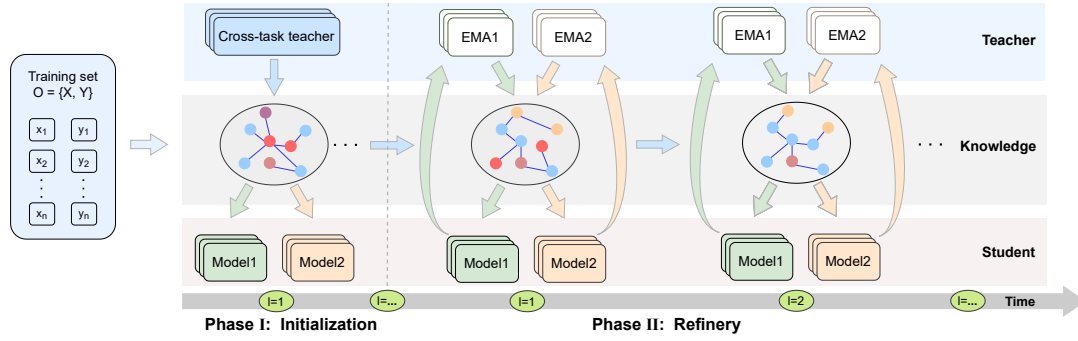 Training set
O = {X, Y}
x1 y1
x2 y2
xn yn
Cross-task teacher
EMA1 EMA2
EMA1 EMA2
Teacher
. . .
. . .
Knowledge
Model1 Model2
Model1 Model2
Model1 Model2
Student
l=1 l=... l=1 l=2 l=... Time
Phase I: Initialization
Phase II: Refinery